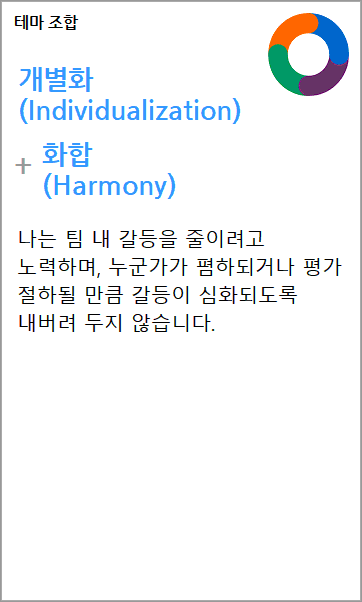 테마 조합
개별화
(Individualization)
+ 화합
(Harmony)
나는 팀 내 갈등을 줄이려고
노력하며, 누군가가 폄하되거나 평가
절하될 만큼 갈등이 심화되도록
내버려 두지 않습니다.